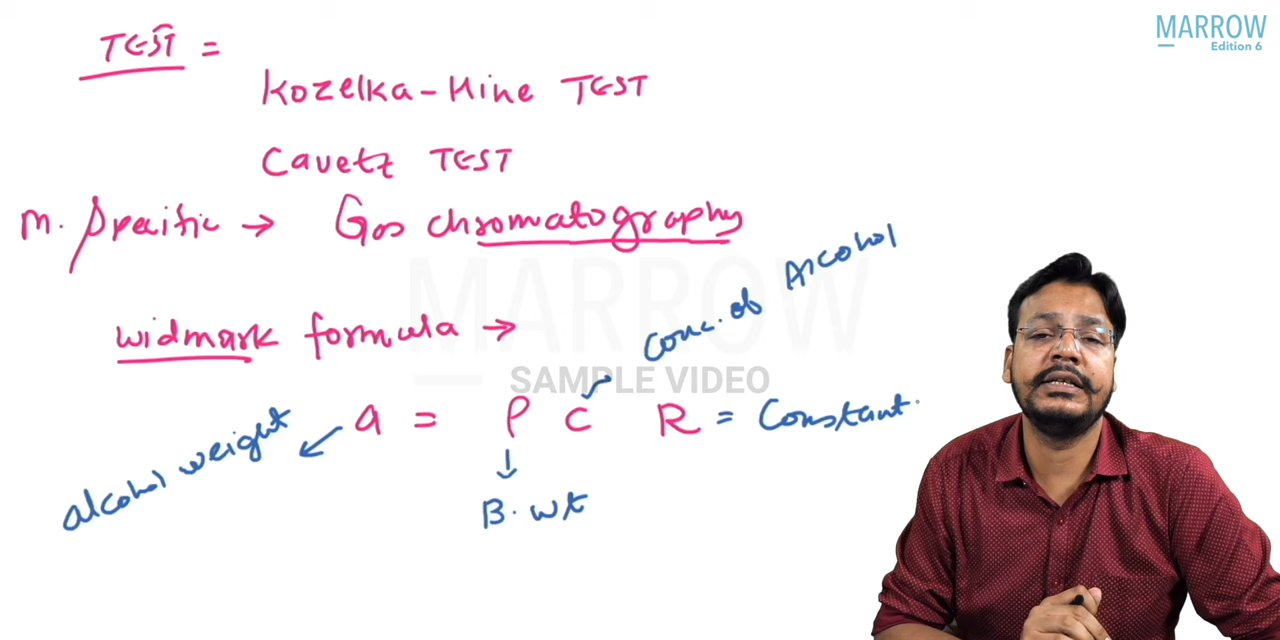 MARROW
Edition 6
TEST =
Kozelka-Hine TEST
Cavetz TEST
M. Specific → Gas chromatography
MARROW
SAMPLE VIDEO
Widmark formula →
conc. of Alcohol
a = P C R = Constant
alcohol weight
B. wt